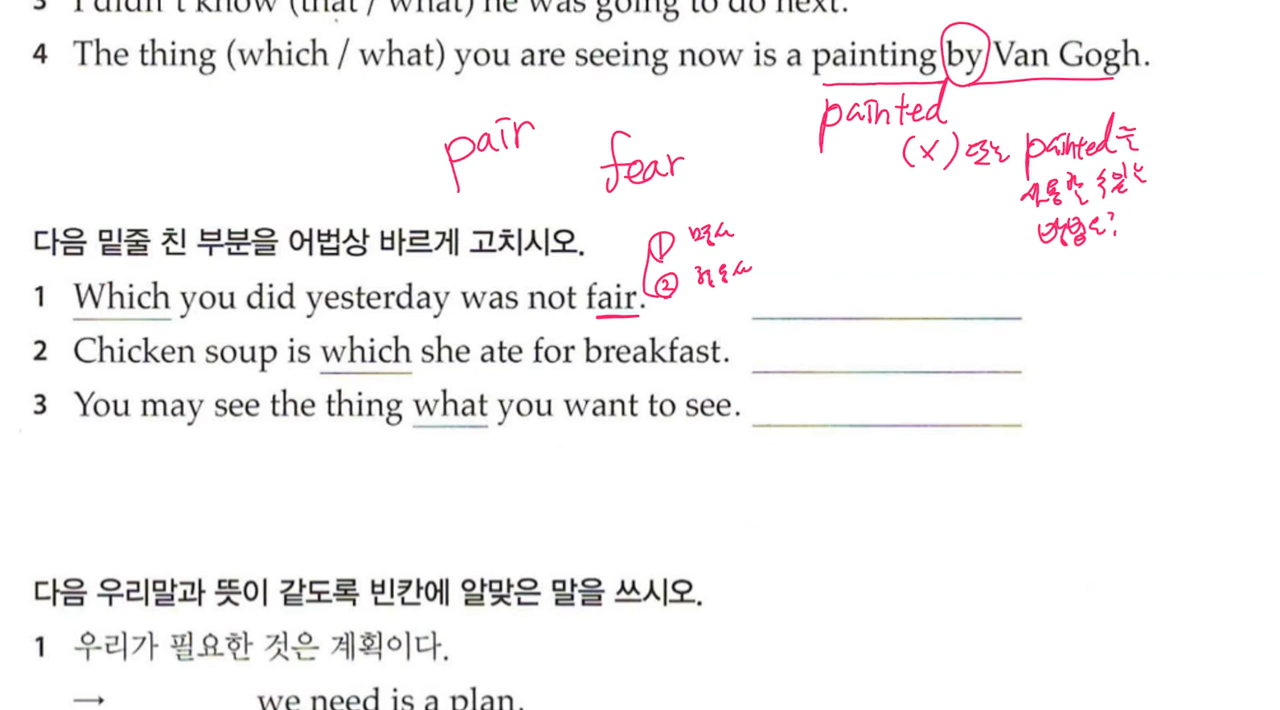 3 I didn't know (that / what) he was going to do next.
4 The thing (which / what) you are seeing now is a painting by Van Gogh.
painted
pair fear (X) 또는 painted를
사용할 수 있는
방법은?
다음 밑줄 친 부분을 어법상 바르게 고치시오.
① 명사
② 형용사
1 Which you did yesterday was not fair.
2 Chicken soup is which she ate for breakfast.
3 You may see the thing what you want to see.
다음 우리말과 뜻이 같도록 빈칸에 알맞은 말을 쓰시오.
1 우리가 필요한 것은 계획이다.
→ we need is a plan.